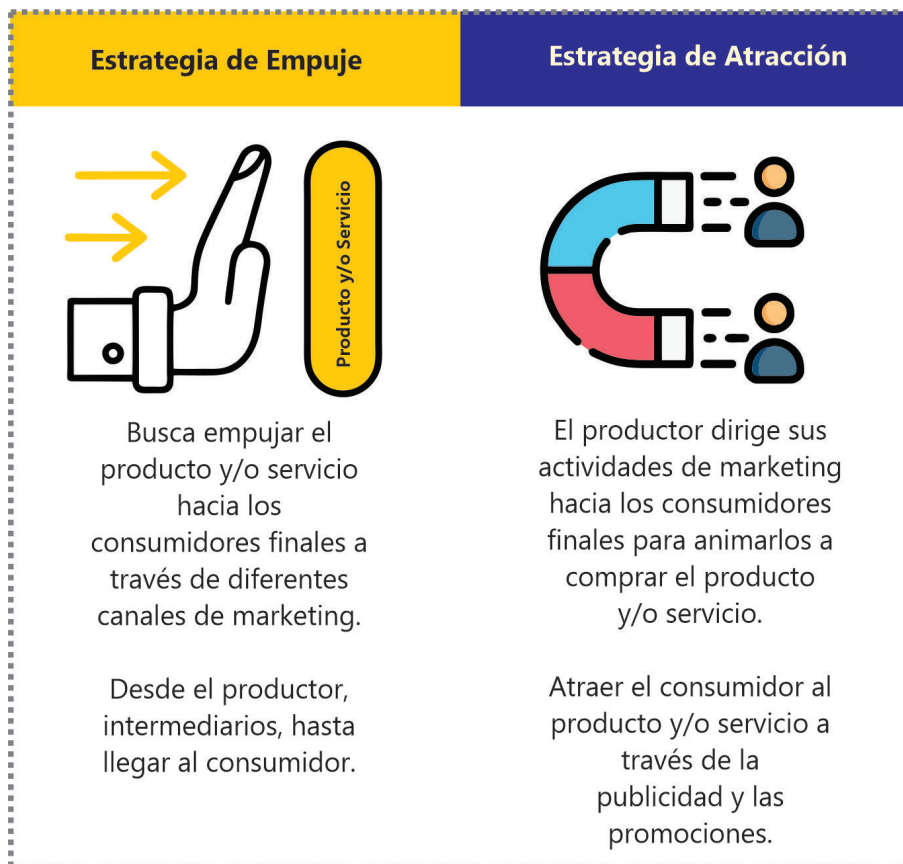 Estrategia de Empuje
Producto y/o Servicio
Busca empujar el
producto y/o servicio
hacia los
consumidores finales a
través de diferentes
canales de marketing.
Desde el productor,
intermediarios, hasta
llegar al consumidor.
Estrategia de Atracción
El productor dirige sus
actividades de marketing
hacia los consumidores
finales para animarlos a
comprar el producto
y/o servicio.
Atraer el consumidor al
producto y/o servicio a
través de la
publicidad y las
promociones.